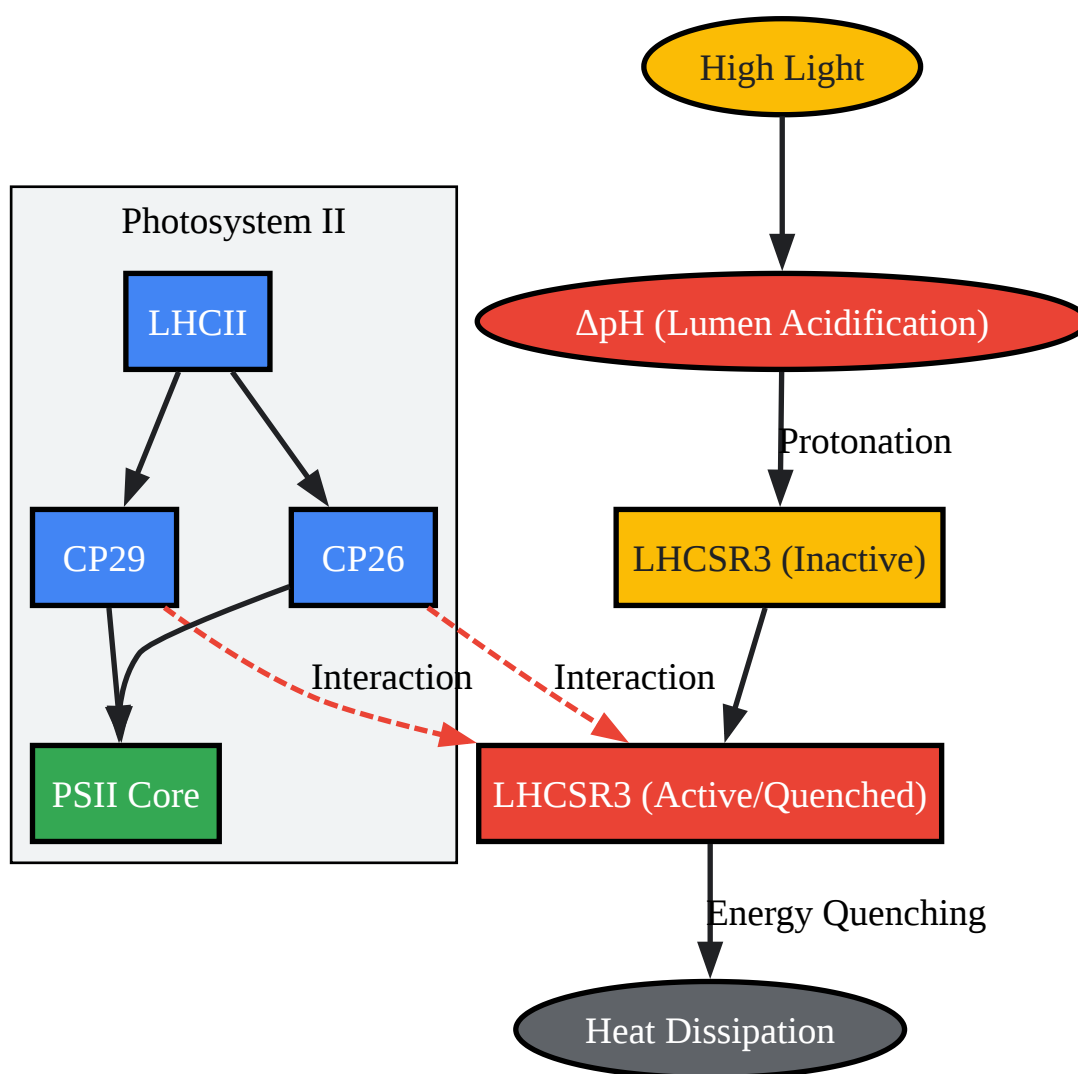 High Light
Photosystem II
LHCII
ΔpH (Lumen Acidification)
Protonation
CP29
CP26
LHCSR3 (Inactive)
Interaction
Interaction
PSII Core
LHCSR3 (Active/Quenched)
Energy Quenching
Heat Dissipation